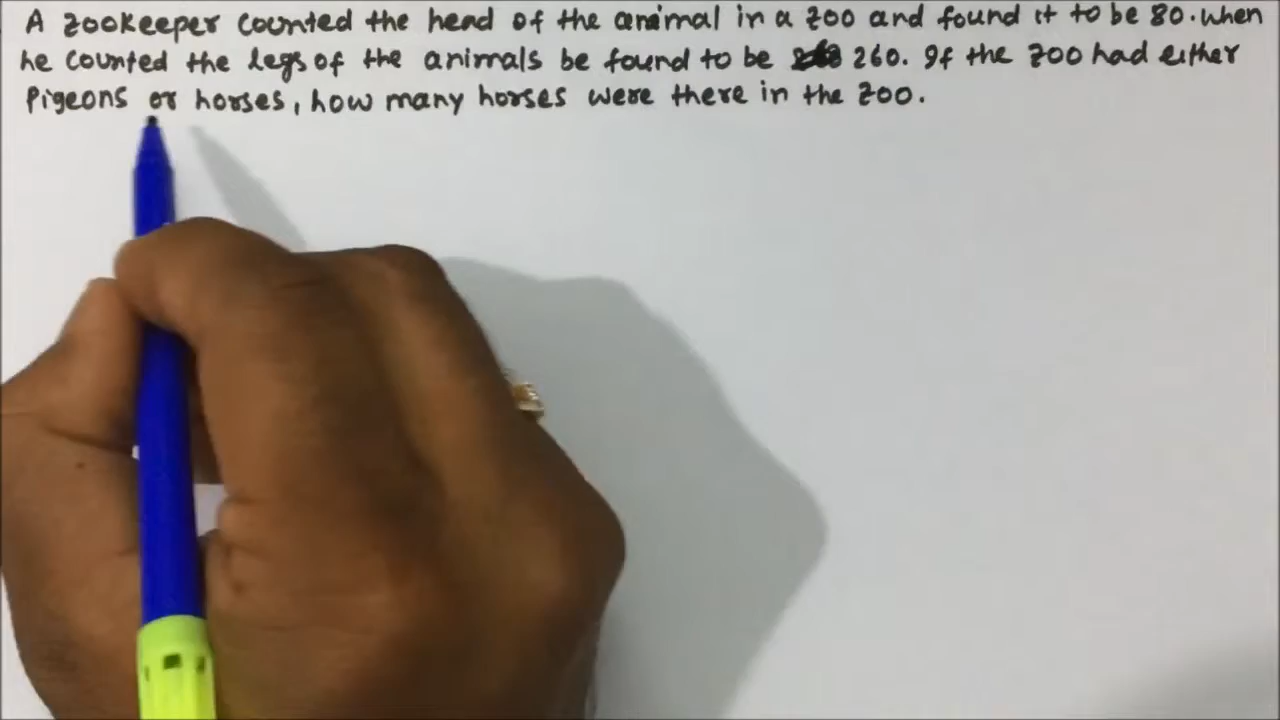 A zookeeper counted the head of the animal in a zoo and found it to be 80. When
he counted the legs of the animals be found to be 260. If the zoo had either
Pigeons or horses, how many horses were there in the zoo.